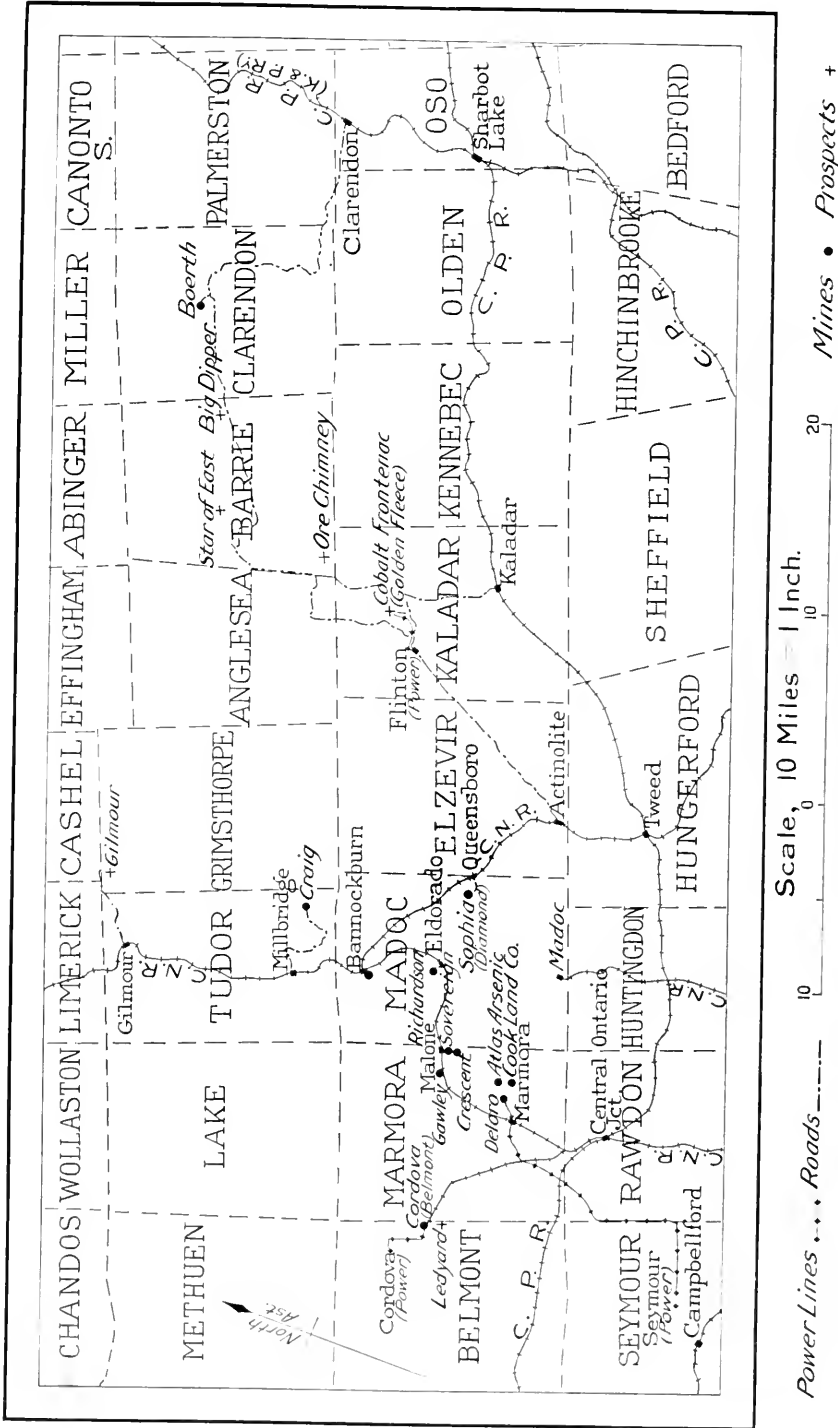 CHANDOS
WOLLASTON
LIMERICK
CASHEL
EFFINGHAM
ABINGER
MILLER
CANONTO
S.
METHUEN
LAKE
TUDOR
GRIMSTHORPE
ANGLESEA
BARRIE
CLARENDON
PALMERSTON
Gilmour
C. N. R.
+Gilmour
Millbridge
Craig
Star of East
Big Dipper
Boerth
+Ore Chimney
C. P. R.
(K. & P. RY)
Clarendon
North
Ast.
Bannockburn
BELMONT
MARMORA
MADOC
ELZEVIR
KALADAR
KENNEBEC
OLDEN
OSO
Cordova
(Power)
Cordova
(Belmont)
Ledyard+
Malone
Gawley
Richardson
Sovereign
Crescent
Eldorado
Sophia
(Diamond)
Queensboro
C. N. R.
Deloro
Atlas Arsenic
Cook Land Co.
Marmora
Madoc
Actinolite
Flinton
(Power)
+Cobalt Frontenac
(Golden Fleece)
Kaladar
C. P. R.
Sharbot
Lake
C. P. R.
SEYMOUR
Seymour
(Power)
Campbellford
RAWDON
Central Ontario
Jct.
C. N. R.
HUNTINGDON
C. N. R.
Tweed
HUNGERFORD
SHEFFIELD
HINCHINBROOKE
C. P. R.
BEDFORD
Scale, 10 Miles = 1 Inch.
10 0 10 20
Power Lines Roads
Mines • Prospects +